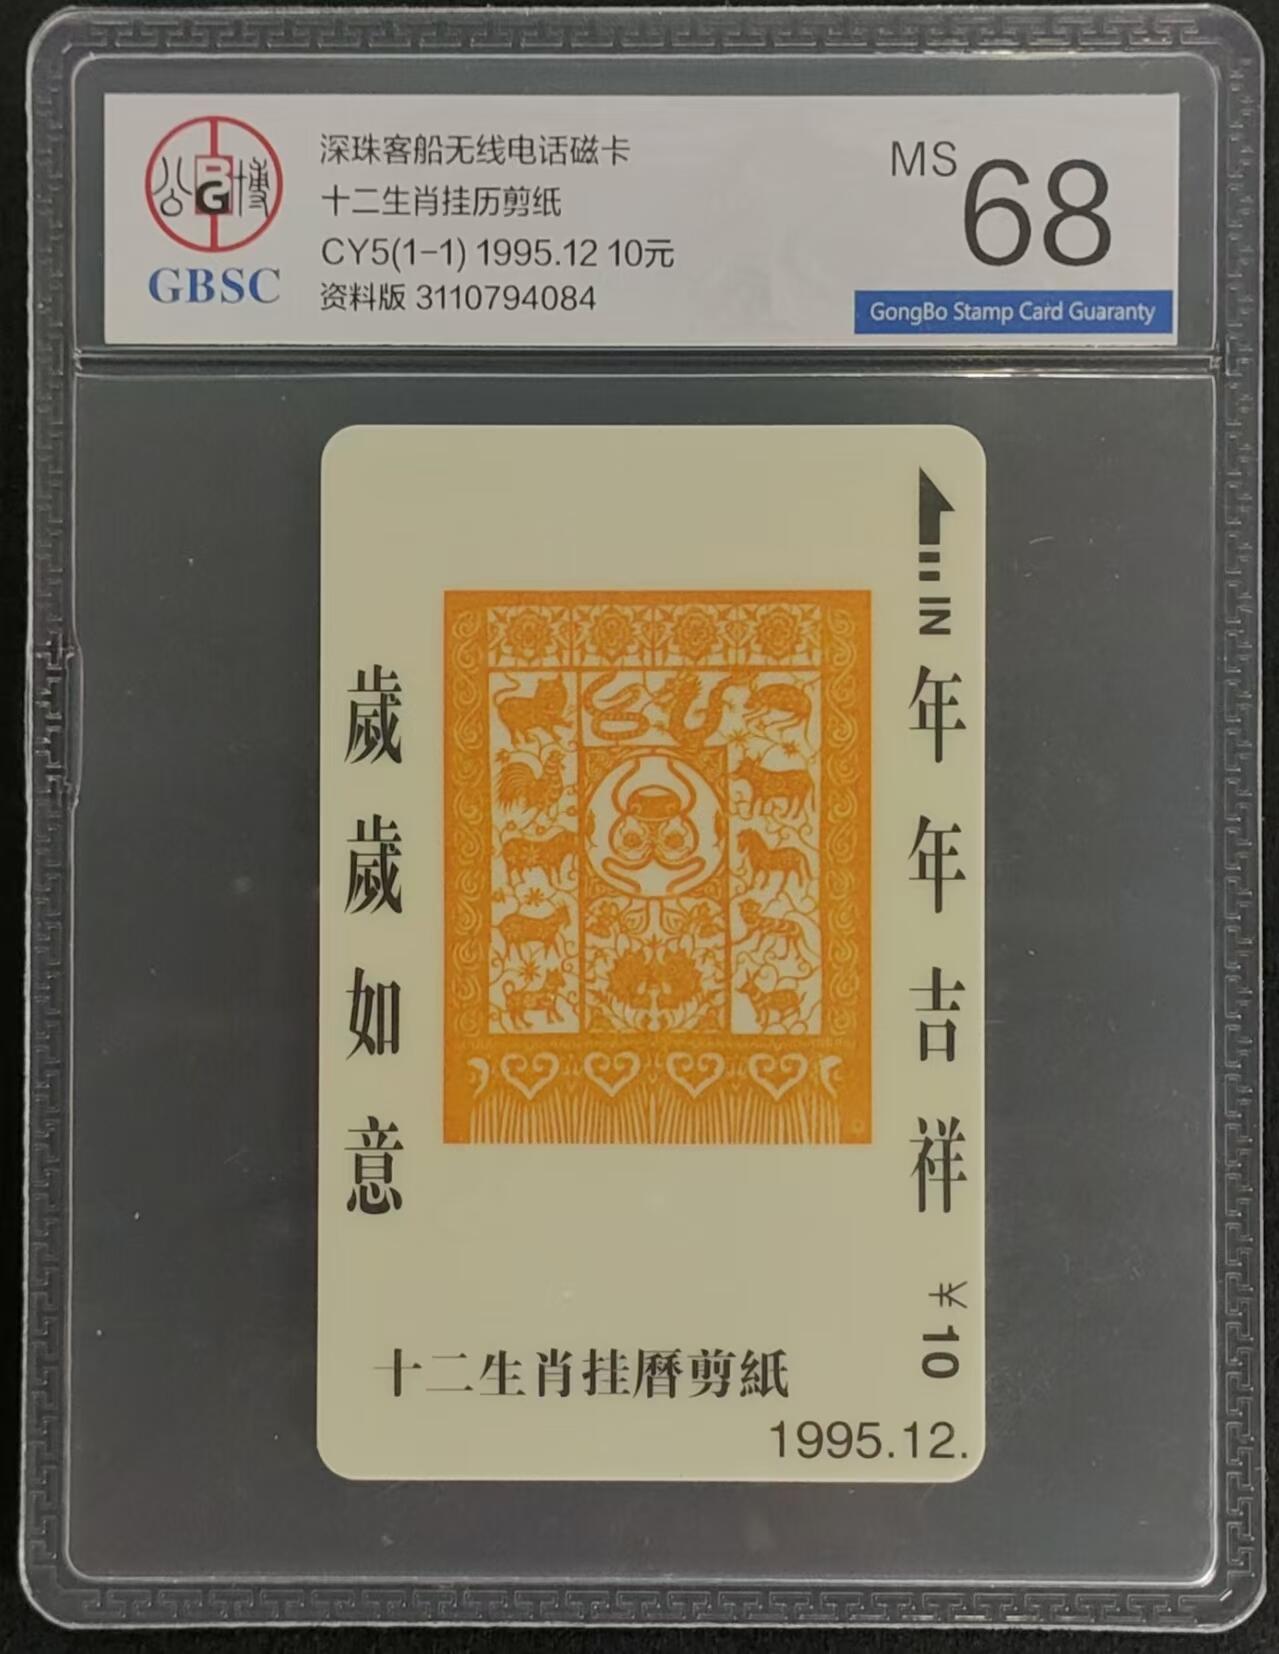 公博
BG
GBSC
深珠客船无线电话磁卡
十二生肖挂历剪纸
CY5(1-1) 1995.12 10元
资料版 3110794084
MS 68
GongBo Stamp Card Guaranty
IN
年年吉祥
歲歲如意
10
十二生肖挂曆剪紙
1995.12.